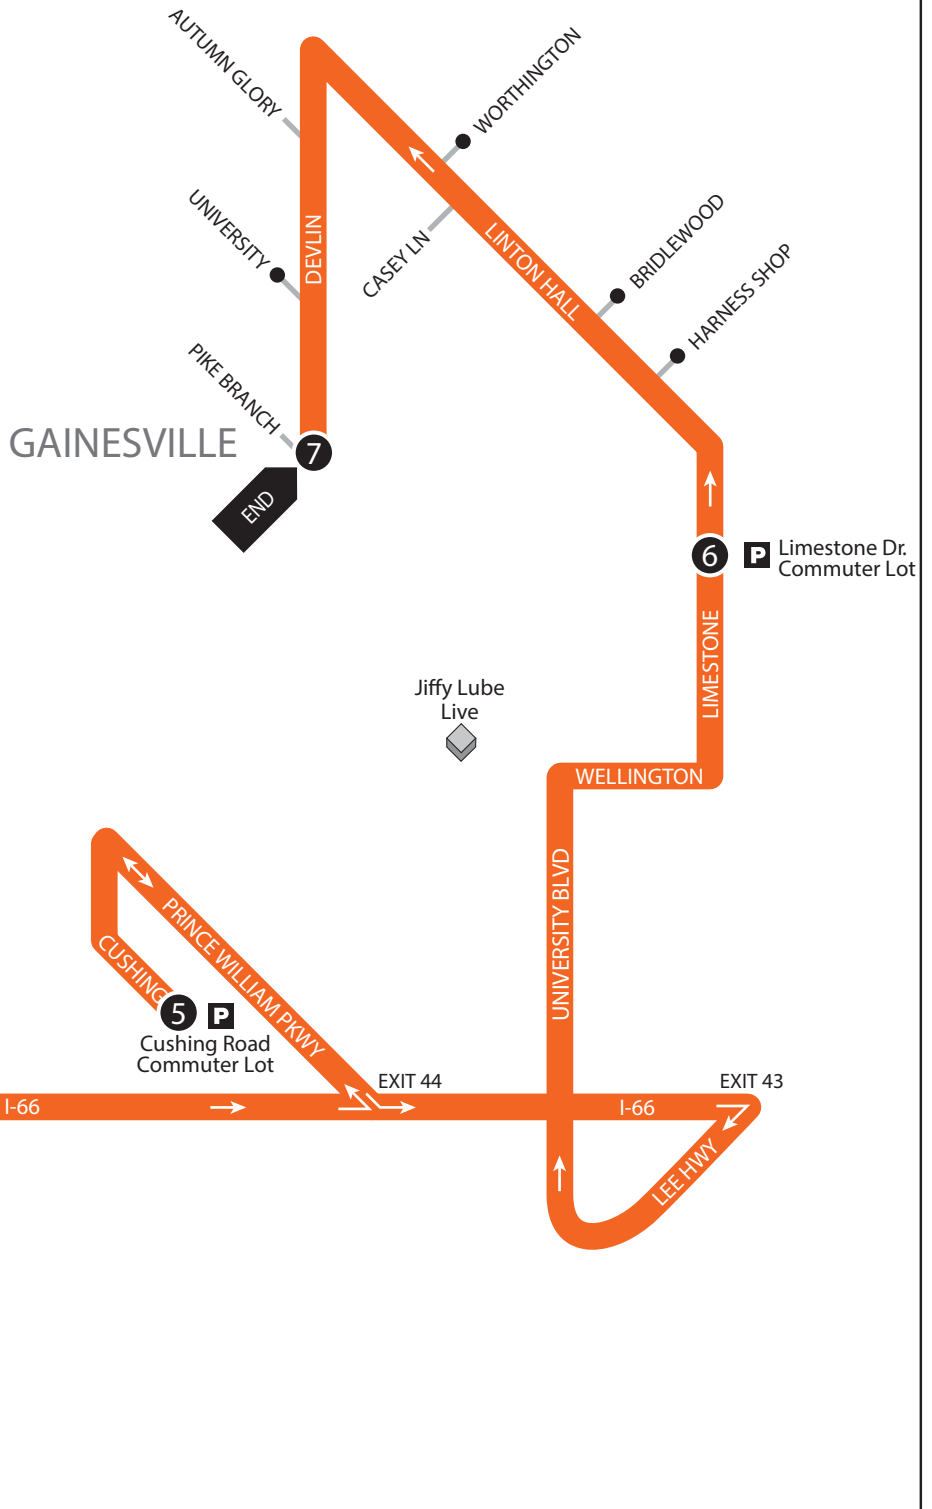 AUTUMN GLORY
WORTHINGTON
UNIVERSITY
DEVLIN
CASEY LN
LINTON HALL
BRIDLEWOOD
HARNESS SHOP
PIKE BRANCH
GAINESVILLE
7
END
6
P
Limestone Dr.
Commuter Lot
LIMESTONE
Jiffy Lube
Live
WELLINGTON
UNIVERSITY BLVD
PRINCE WILLIAM PKWY
CUSHING
5
P
Cushing Road
Commuter Lot
EXIT 44
EXIT 43
I-66
I-66
LEE HWY